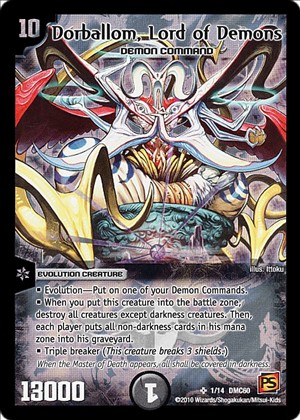 10
Dorballom, Lord of Demons
DEMON COMMAND
illus. Ittoku
EVOLUTION CREATURE
▪ Evolution—Put on one of your Demon Commands.
▪ When you put this creature into the battle zone,
destroy all creatures except darkness creatures. Then,
each player puts all non-darkness cards in his mana
zone into his graveyard.
▪ Triple breaker (This creature breaks 3 shields.)
When the Master of Death appears, all shall be covered in darkness.
13000
1
1/14 DMC60
PS
©2010 Wizards/Shogakukan/Mitsui-Kids